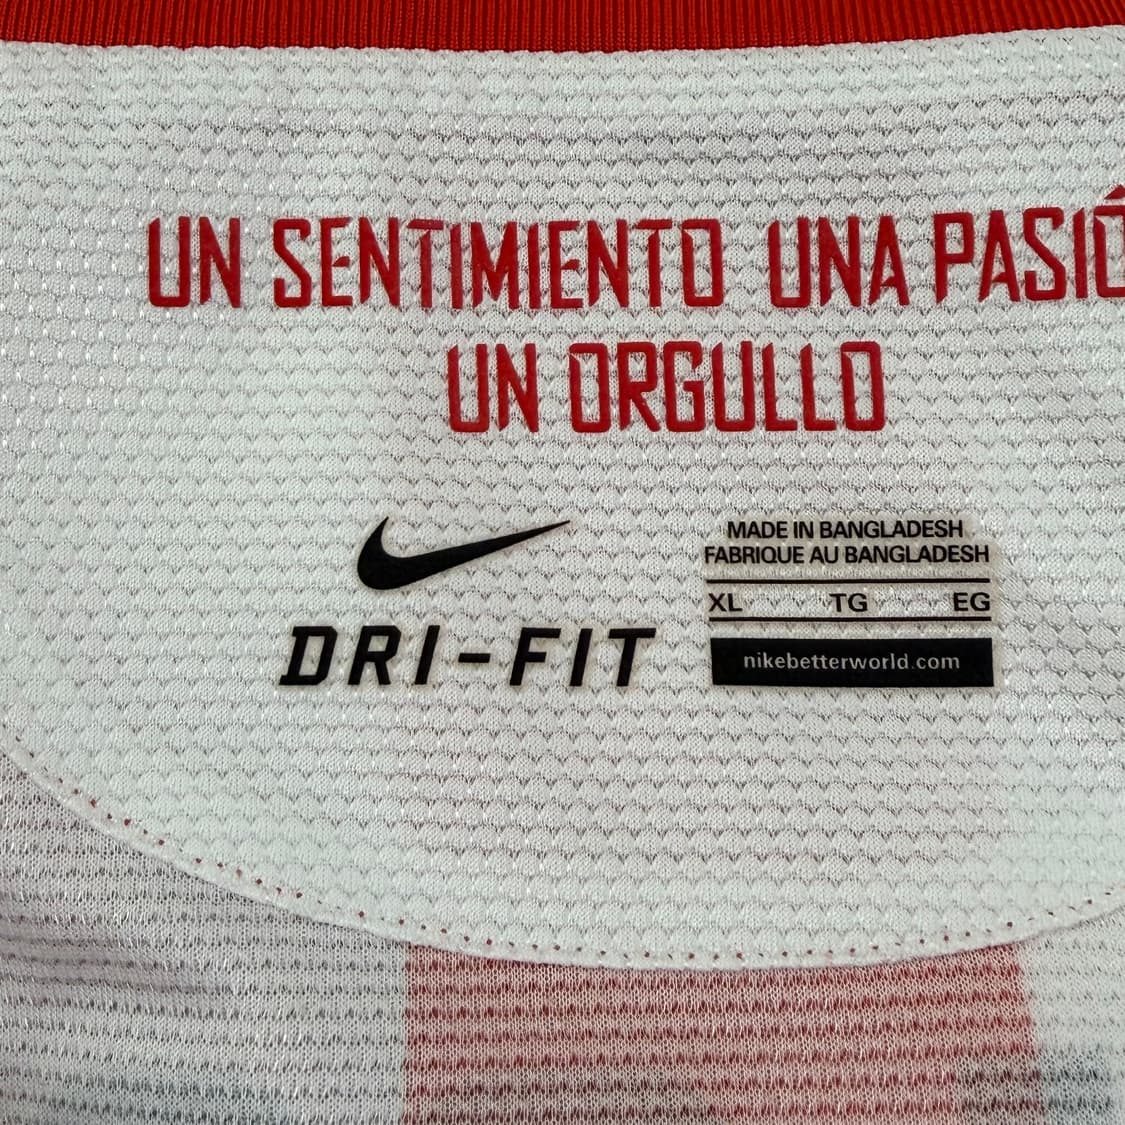 UN SENTIMIENTO UNA PASIÓ
UN ORGULLO
DRI-FIT
MADE IN BANGLADESH
FABRIQUE AU BANGLADESH
XL TG EG
nikebetterworld.com